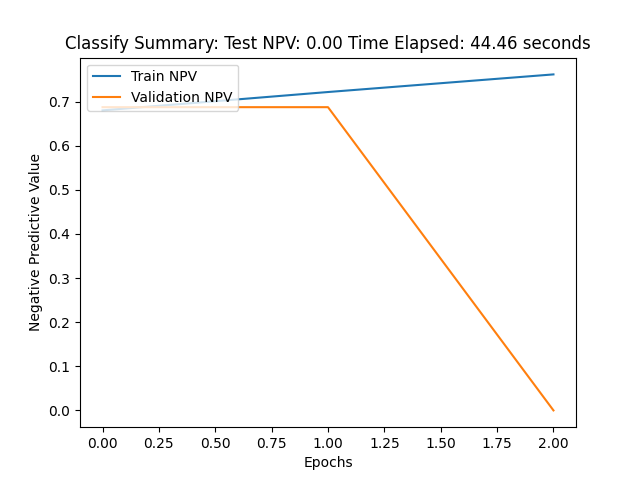 Classify Summary: Test NPV: 0.00 Time Elapsed: 44.46 seconds
Train NPV
Validation NPV
Negative Predictive Value
0.7
0.6
0.5
0.4
0.3
0.2
0.1
0.0
0.00 0.25 0.50 0.75 1.00 1.25 1.50 1.75 2.00
Epochs